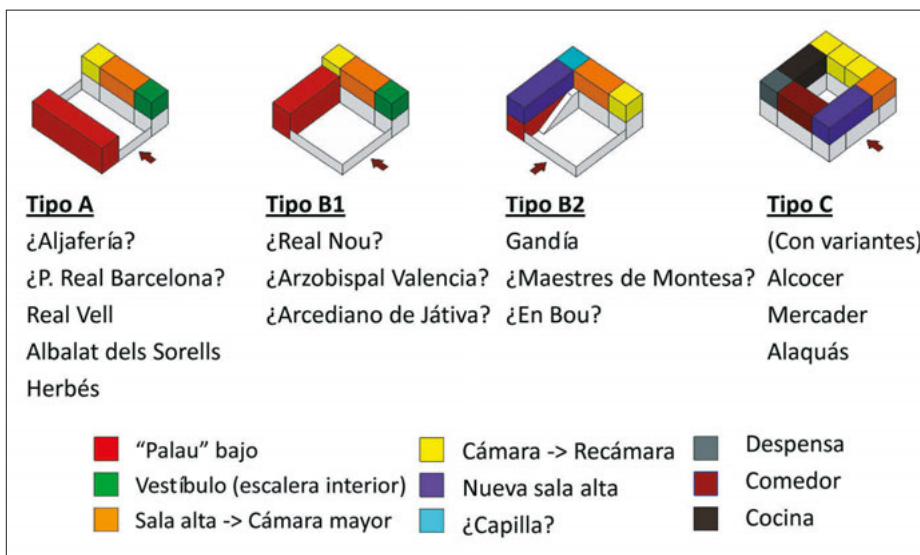 Tipo A
¿Aljafería?
¿P. Real Barcelona?
Real Vell
Albalat dels Sorells
Herbés
Tipo B1
¿Real Nou?
¿Arzobispal Valencia?
¿Arcediano de Játiva?
Tipo B2
Gandía
¿Maestres de Montesa?
¿En Bou?
Tipo C
(Con variantes)
Alcocer
Mercader
Alaquás
“Palau” bajo
Vestíbulo (escalera interior)
Sala alta -> Cámara mayor
Cámara -> Recámara
Nueva sala alta
¿Capilla?
Despensa
Comedor
Cocina